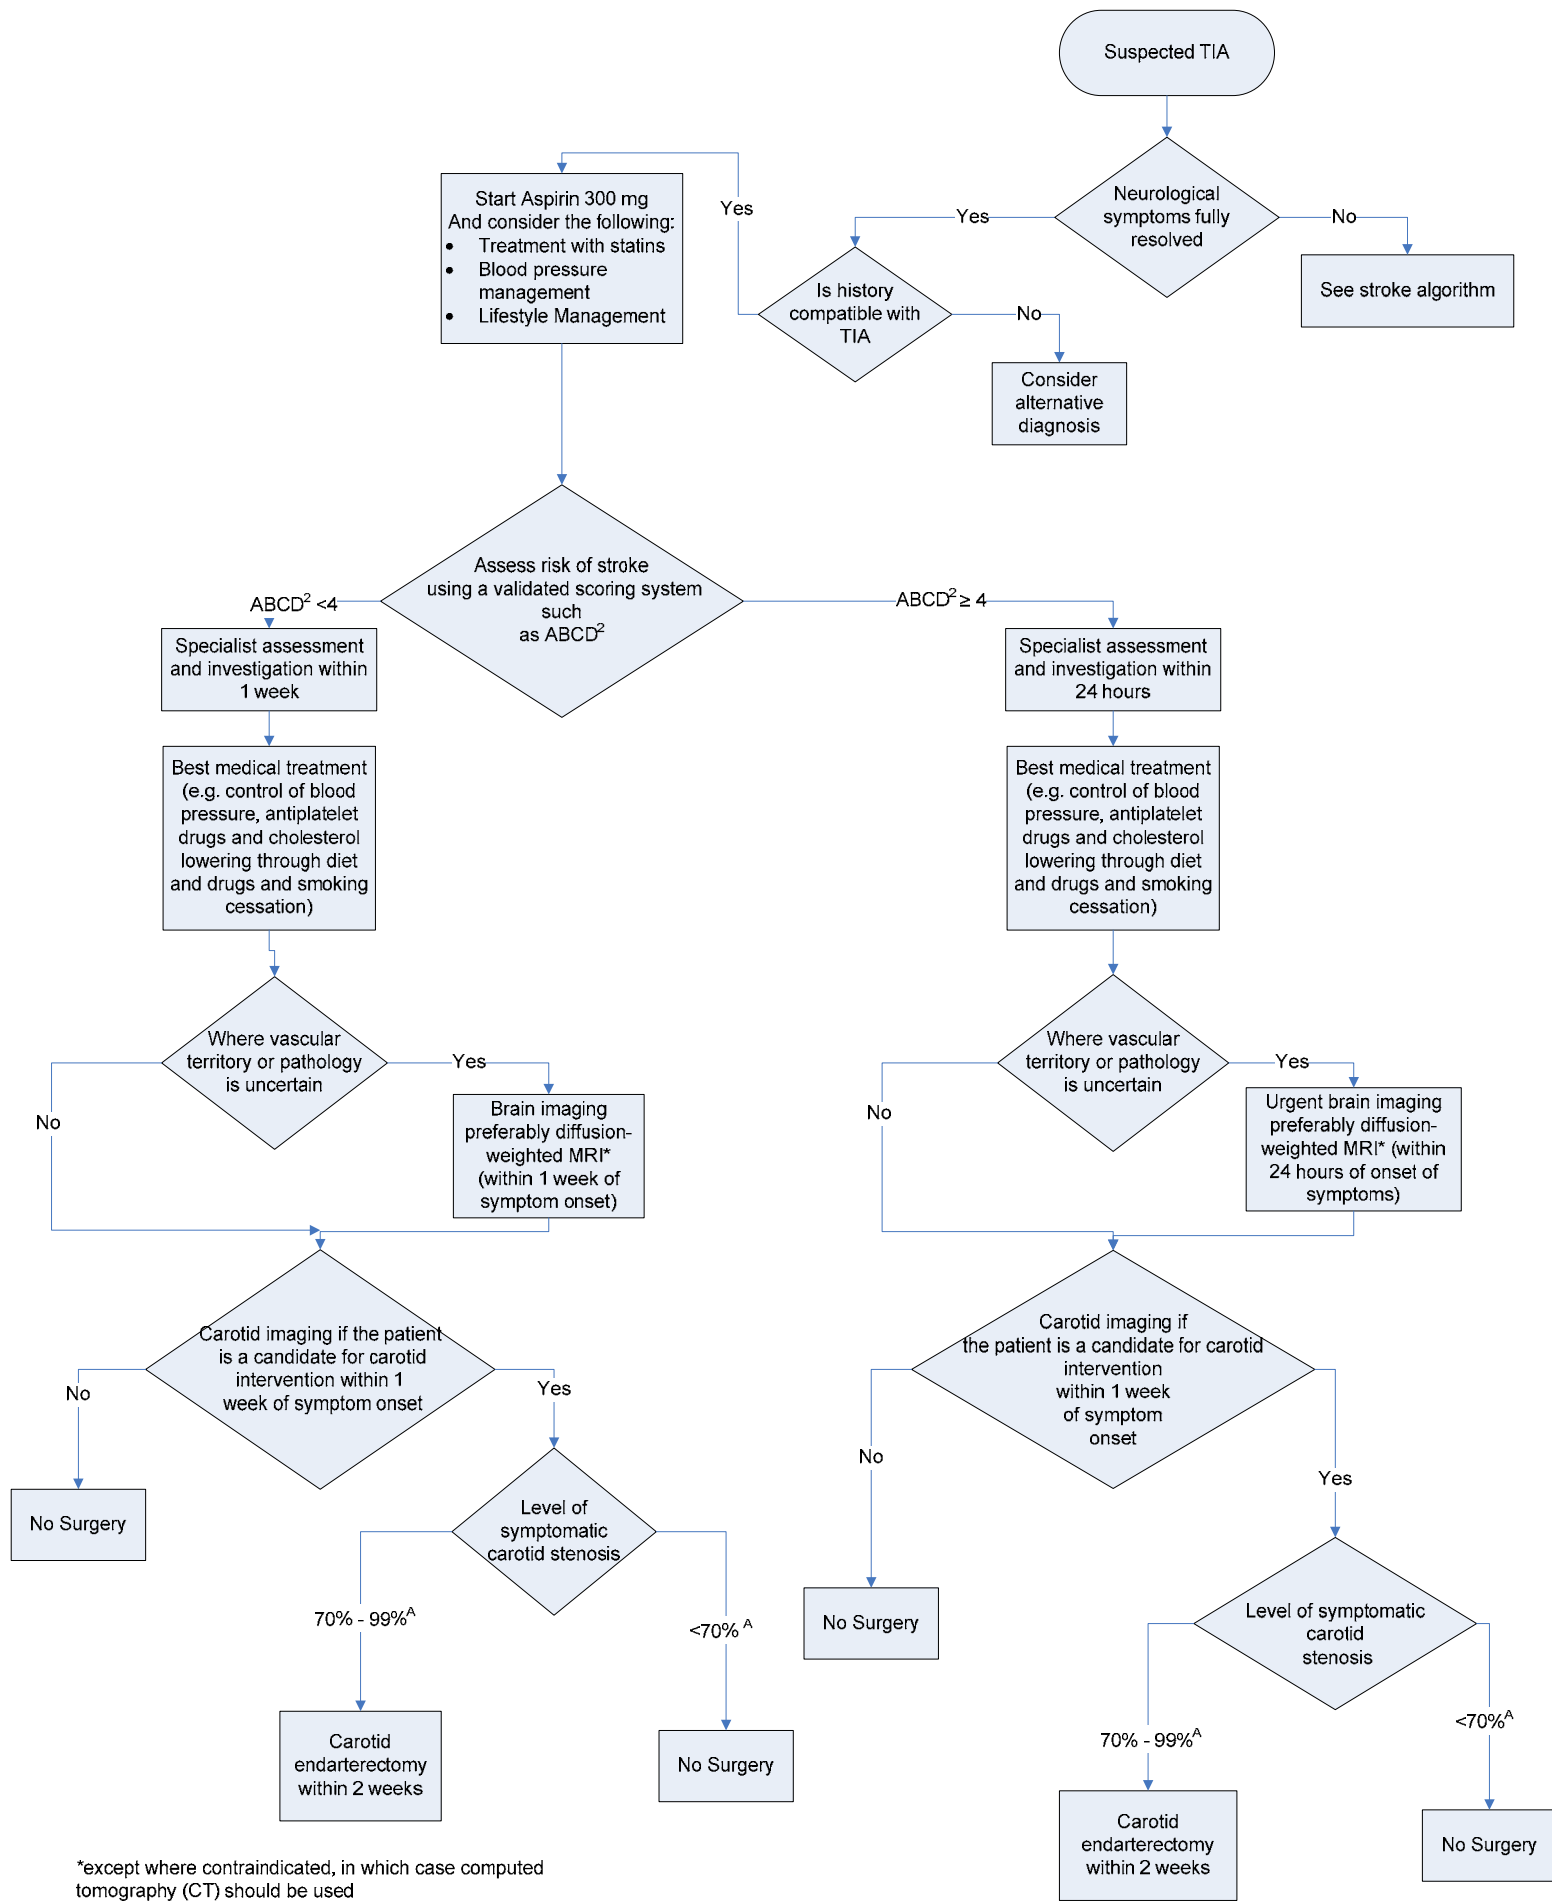 Suspected TIA
Neurological
symptoms fully
resolved
Yes
No
See stroke algorithm
Is history
compatible with
TIA
Yes
No
Consider
alternative
diagnosis
Start Aspirin 300 mg
And consider the following:
• Treatment with statins
• Blood pressure
management
• Lifestyle Management
Assess risk of stroke
using a validated scoring system
such
as ABCD²
ABCD² <4
ABCD² ≥ 4
Specialist assessment
and investigation within
1 week
Best medical treatment
(e.g. control of blood
pressure, antiplatelet
drugs and cholesterol
lowering through diet
and drugs and smoking
cessation)
Where vascular
territory or pathology
is uncertain
Yes
No
Brain imaging
preferably diffusion-
weighted MRI*
(within 1 week of
symptom onset)
Carotid imaging if the patient
is a candidate for carotid
intervention within 1
week of symptom onset
No
Yes
No Surgery
Level of
symptomatic
carotid stenosis
70% - 99%ᴬ
<70% ᴬ
Carotid
endarterectomy
within 2 weeks
No Surgery
Specialist assessment
and investigation within
24 hours
Best medical treatment
(e.g. control of blood
pressure, antiplatelet
drugs and cholesterol
lowering through diet
and drugs and smoking
cessation)
Where vascular
territory or pathology
is uncertain
Yes
No
Urgent brain imaging
preferably diffusion-
weighted MRI* (within
24 hours of onset of
symptoms)
Carotid imaging if
the patient is a candidate for carotid
intervention
within 1 week
of symptom
onset
No
Yes
No Surgery
Level of symptomatic
carotid
stenosis
70% - 99%ᴬ
<70%ᴬ
Carotid
endarterectomy
within 2 weeks
No Surgery
*except where contraindicated, in which case computed
tomography (CT) should be used